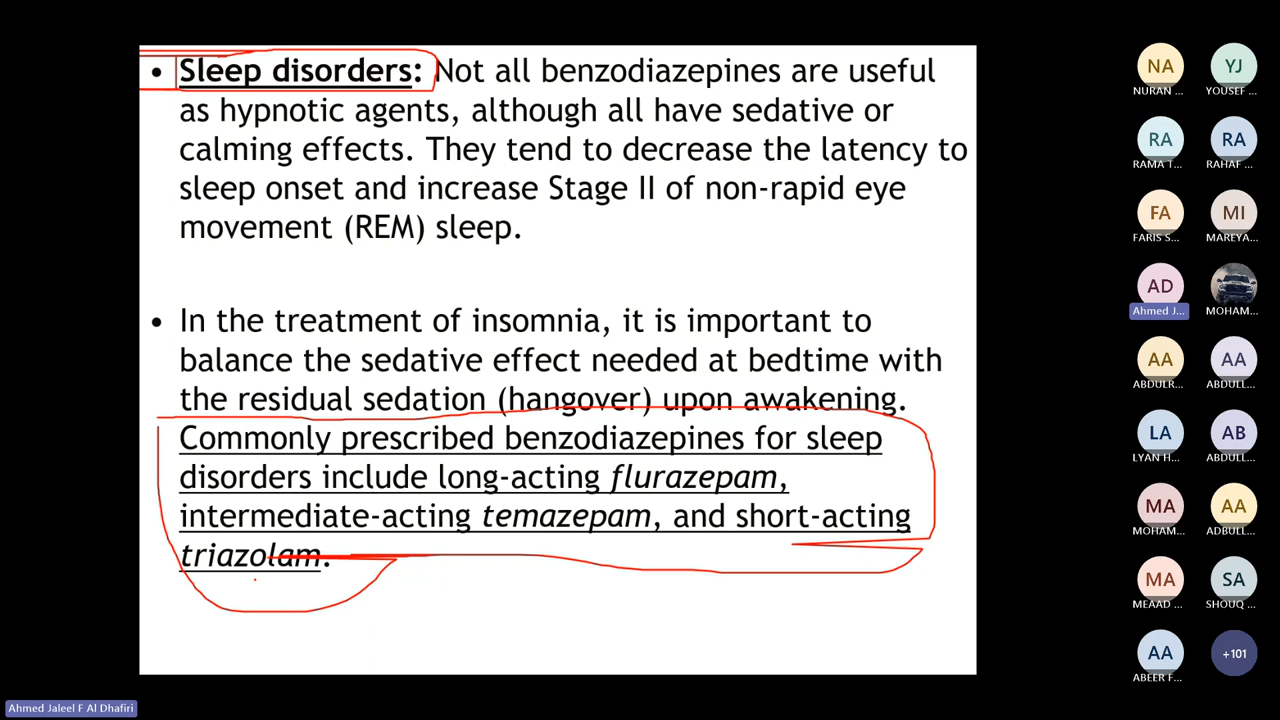 • Sleep disorders: Not all benzodiazepines are useful
as hypnotic agents, although all have sedative or
calming effects. They tend to decrease the latency to
sleep onset and increase Stage II of non-rapid eye
movement (REM) sleep.
• In the treatment of insomnia, it is important to
balance the sedative effect needed at bedtime with
the residual sedation (hangover) upon awakening.
Commonly prescribed benzodiazepines for sleep
disorders include long-acting flurazepam,
intermediate-acting temazepam, and short-acting
triazolam.
NA YJ
NURAN ... YOUSEF ...
RA RA
RAMA T... RAHAF ...
FA MI
FARIS S... MAREYA...
AD
Ahmed J... MOHAM...
AA AA
ABDULR... ABDULL...
LA AB
LYAN H... ABDULL...
MA AA
MOHAM... ADBULL...
MA SA
MEAAD ... SHOUQ ...
AA +101
ABEER F...
Ahmed Jaleel F Al Dhafiri